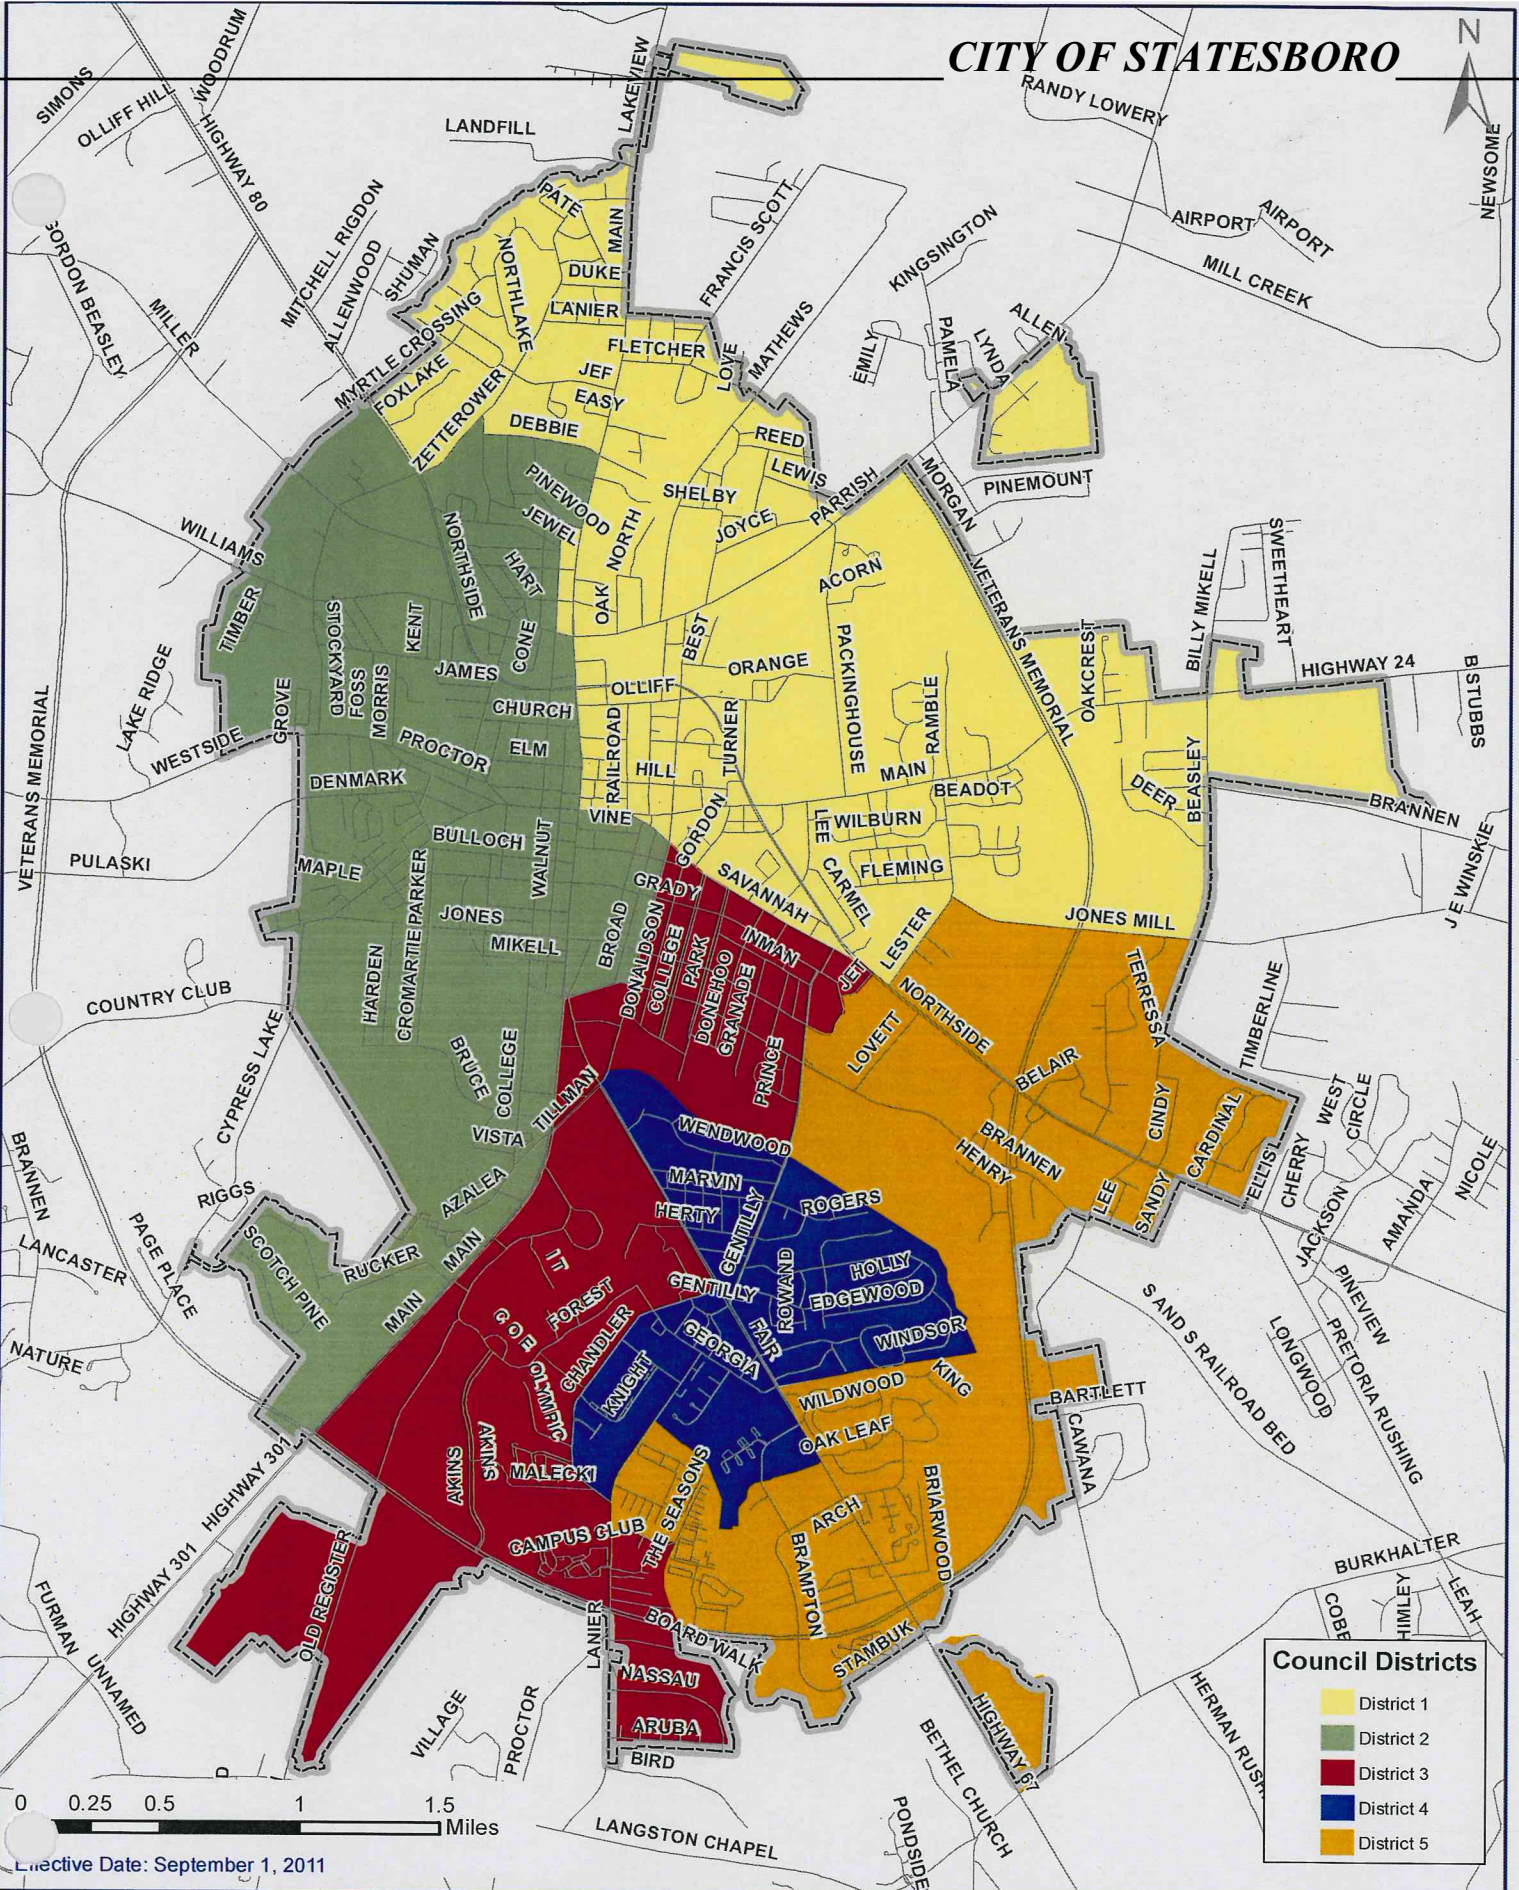 CITY OF STATESBORO
N
SIMONS
OLLIFF HILL
WOODRUM
HIGHWAY 80
LANDFILL
LAKEVIEW
RANDY LOWERY
NEWSOME
AIRPORT
AIRPORT
MILL CREEK
GORDON BEASLEY
MILLER
MITCHELL RIGDON
ALLENWOOD
SHUMAN
PATE
MAIN
NORTHLAKE
DUKE
LANIER
FRANCIS SCOTT
KINGSINGTON
MYRTLE CROSSING
FOXLAKE
ZETTEROWER
FLETCHER
JEF
EASY
DEBBIE
LOVE
MATHEWS
EMILY
PAMELA
LYNDA
ALLEN
REED
LEWIS
PARRISH
MORGAN
PINEMOUNT
PINEWOOD
JEWEL
SHELBY
JOYCE
NORTH
OAK
WILLIAMS
TIMBER
NORTHSIDE
HART
CONE
ACORN
VETERANS MEMORIAL
BILLY MIKELL
SWEETHEART
HIGHWAY 24
B STUBBS
OAKCREST
STOCKYARD
FOSS
MORRIS
KENT
JAMES
CHURCH
BEST
ORANGE
OLLIFF
PACKINGHOUSE
RAMBLE
LAKE RIDGE
WESTSIDE
GROVE
VETERANS MEMORIAL
PROCTOR
ELM
DENMARK
RAILROAD
HILL
TURNER
MAIN
BEADOT
DEER
BEASLEY
BRANNEN
J E WINSKIE
VINE
GORDON
LEE
WILBURN
FLEMING
CARMEL
PULASKI
MAPLE
BULLOCH
WALNUT
CROMARTIE
PARKER
JONES
MIKELL
GRADY
SAVANNAH
LESTER
JONES MILL
COUNTRY CLUB
CYPRESS LAKE
HARDEN
BROAD
DONALDSON
COLLEGE
PARK
DONEHOO
GRANADE
INMAN
JET
PRINCE
NORTHSIDE
LOVETT
BELAIR
TERRESSA
TIMBERLINE
BRUCE
COLLEGE
TILLMAN
VISTA
AZALEA
WENDWOOD
MARVIN
HERTY
GENTILLY
ROGERS
HENRY
BRANNEN
CINDY
CARDINAL
LEE
SANDY
ELLIS
CHERRY
WEST
CIRCLE
JACKSON
AMANDA
NICOLE
BRANNEN
LANCASTER
PAGE PLACE
RIGGS
NATURE
SCOTCH PINE
RUCKER
MAIN
MAIN
IT
COE
FOREST
CHANDLER
OLYMPIC
KNIGHT
GENTILLY
GEORGIA
FAIR
ROWAND
HOLLY
EDGEWOOD
WINDSOR
KING
WILDWOOD
OAK LEAF
BARTLETT
CAWANA
S AND S RAILROAD BED
LONGWOOD
PINEVIEW
PRETORIA RUSHING
HIGHWAY 301
HIGHWAY 301
FURMAN
UNNAMED
OLD REGISTER
AKINS
AKINS
MALECKI
CAMPUS CLUB
THE SEASONS
ARCH
BRAMPTON
BRIARWOOD
STAMBUK
BOARD WALK
LANIER
NASSAU
ARUBA
BIRD
VILLAGE
PROCTOR
D
LANGSTON CHAPEL
BETHEL CHURCH
PONDSIDE
HIGHWAY 67
BURKHALTER
HIMLEY
LEAH
Council Districts
District 1
District 2
District 3
District 4
District 5
0 0.25 0.5 1 1.5
Miles
Effective Date: September 1, 2011